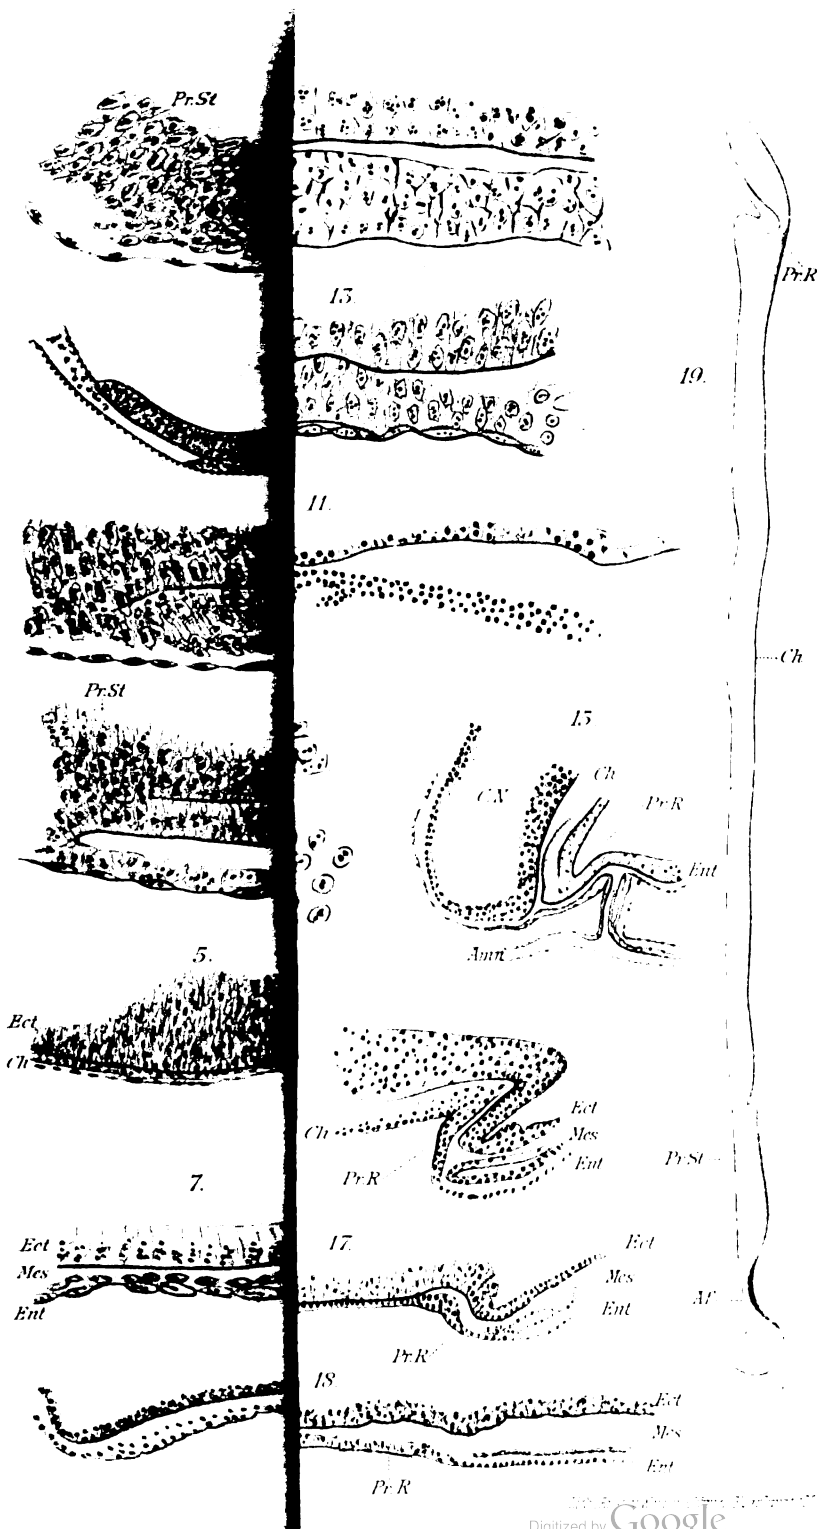 Pr.St
13.
Pr.R
19.
11.
Ch
Pr.St
15
C.N
Ch
Pr.R
Ent
Amn
5.
Ect
Ch
Ect
Mes
Ent
Ch
Pr.R
Pr.St
7.
17.
Ect
Mes
Ent
Ect
Mes
Ent
Pr.R
Af
18.
Ect
Mes
Ent
Pr.R
Digitized by Google